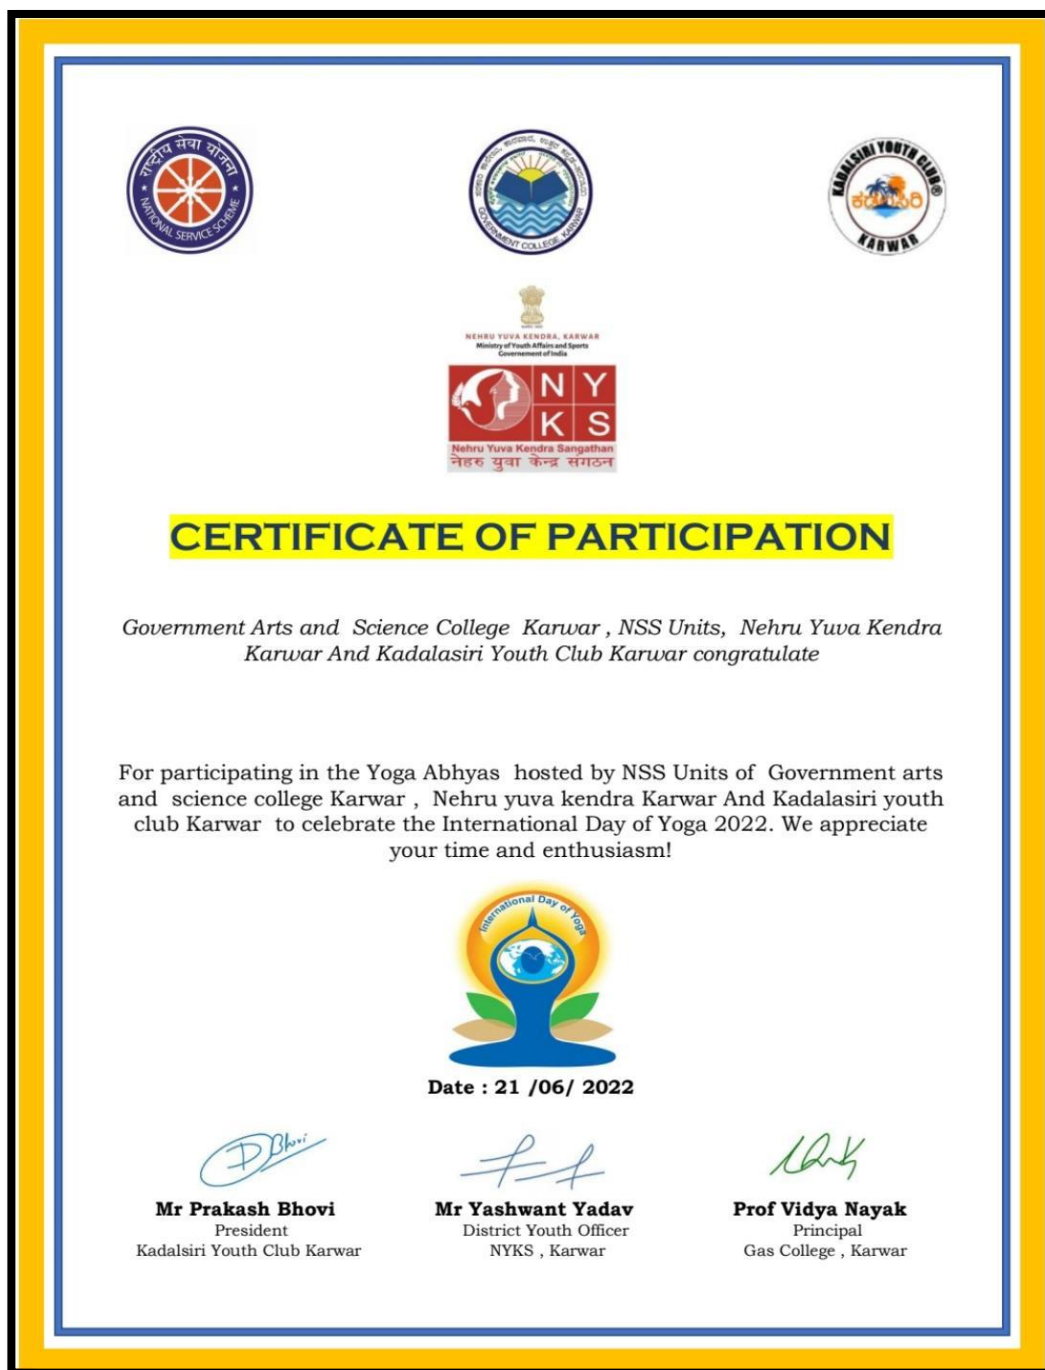 राष्ट्रीय सेवा योजना
NATIONAL SERVICE SCHEME
GOVERNMENT COLLEGE, KARWAR
KADALSIRI YOUTH CLUB®
ಕಡಲಸಿರಿ
KARWAR
NEHRU YUVA KENDRA, KARWAR
Ministry of Youth Affairs and Sports
Governement of India
N Y
K S
Nehru Yuva Kendra Sangathan
नेहरु युवा केन्द्र संगठन
CERTIFICATE OF PARTICIPATION
Government Arts and Science College Karwar , NSS Units, Nehru Yuva Kendra
Karwar And Kadalasiri Youth Club Karwar congratulate
For participating in the Yoga Abhyas hosted by NSS Units of Government arts
and science college Karwar , Nehru yuva kendra Karwar And Kadalasiri youth
club Karwar to celebrate the International Day of Yoga 2022. We appreciate
your time and enthusiasm!
International Day of Yoga
Date : 21 /06/ 2022
DBhovi
Mr Prakash Bhovi
President
Kadalsiri Youth Club Karwar
Mr Yashwant Yadav
District Youth Officer
NYKS , Karwar
Prof Vidya Nayak
Principal
Gas College , Karwar